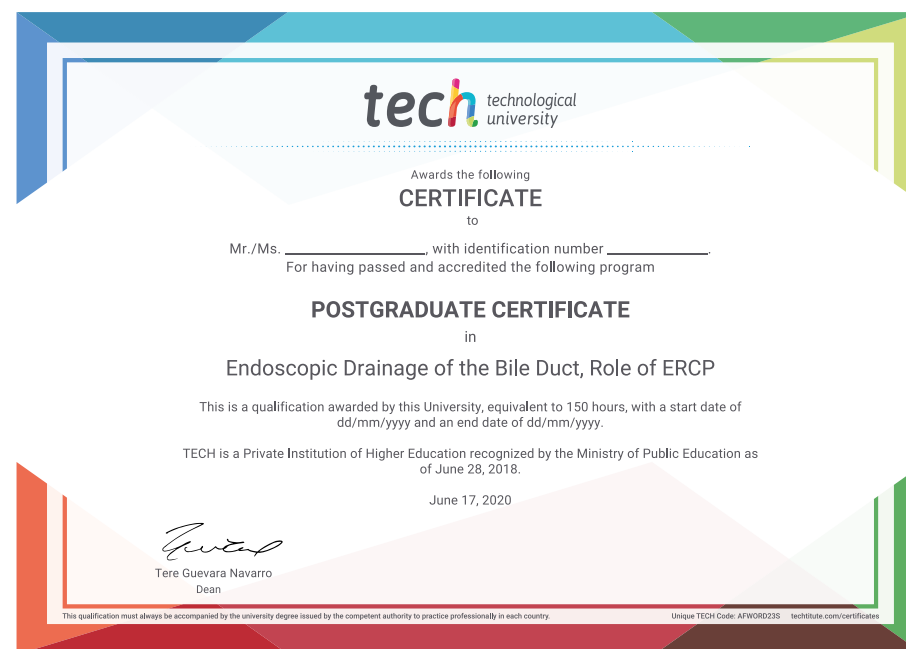 tech technological
university
Awards the following
CERTIFICATE
to
Mr./Ms. ____________________, with identification number ______________.
For having passed and accredited the following program
POSTGRADUATE CERTIFICATE
in
Endoscopic Drainage of the Bile Duct, Role of ERCP
This is a qualification awarded by this University, equivalent to 150 hours, with a start date of
dd/mm/yyyy and an end date of dd/mm/yyyy.
TECH is a Private Institution of Higher Education recognized by the Ministry of Public Education as
of June 28, 2018.
June 17, 2020
Tere Guevara Navarro
Dean
This qualification must always be accompanied by the university degree issued by the competent authority to practice professionally in each country.
Unique TECH Code: AFWORD23S techtitute.com/certificates